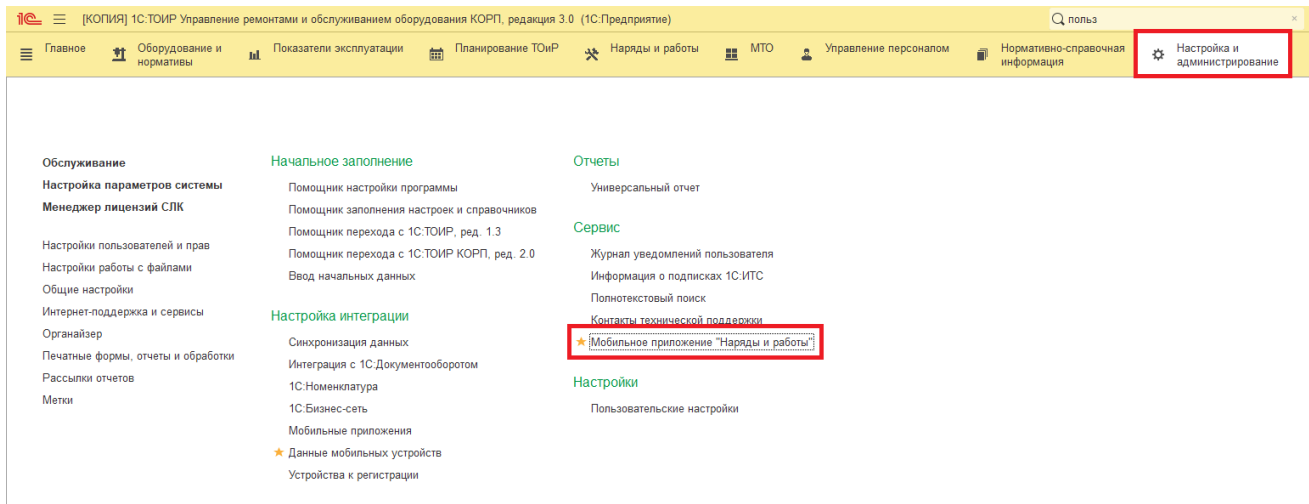 [КОПИЯ] 1С:ТОИР Управление ремонтами и обслуживанием оборудования КОРП, редакция 3.0 (1С:Предприятие)
польз
Главное
Оборудование и
нормативы
Показатели эксплуатации
Планирование ТОиР
Наряды и работы
МТО
Управление персоналом
Нормативно-справочная
информация
Настройка и
администрирование
Обслуживание
Настройка параметров системы
Менеджер лицензий СЛК
Настройки пользователей и прав
Настройки работы с файлами
Общие настройки
Интернет-поддержка и сервисы
Органайзер
Печатные формы, отчеты и обработки
Рассылки отчетов
Метки
Начальное заполнение
Помощник настройки программы
Помощник заполнения настроек и справочников
Помощник перехода с 1С:ТОИР, ред. 1.3
Помощник перехода с 1С:ТОИР КОРП, ред. 2.0
Ввод начальных данных
Настройка интеграции
Синхронизация данных
Интеграция с 1С:Документооборотом
1С:Номенклатура
1С:Бизнес-сеть
Мобильные приложения
Данные мобильных устройств
Устройства к регистрации
Отчеты
Универсальный отчет
Сервис
Журнал уведомлений пользователя
Информация о подписках 1С:ИТС
Полнотекстовый поиск
Контакты технической поддержки
Мобильное приложение "Наряды и работы"
Настройки
Пользовательские настройки